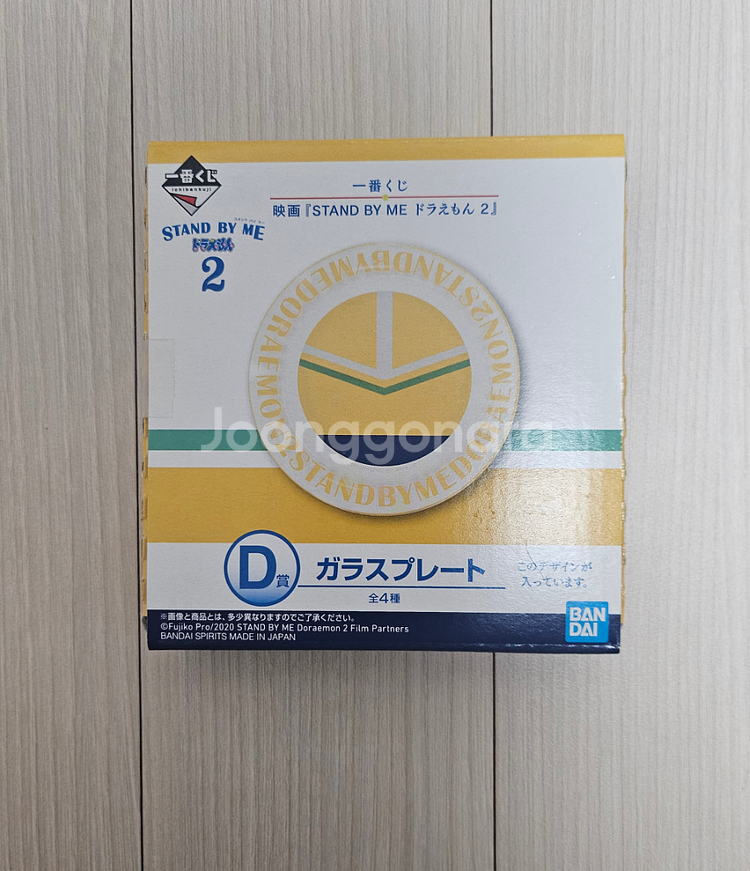 一番くじ
ichibankuji
STAND BY ME
ドラえもん
2
一番くじ
映画『STAND BY ME ドラえもん 2』
STANDBYMEDORAEMON2STANDBYMEDORAEMON2
Joonggonara
D賞
ガラスプレート
全4種
このデザインが
入っています。
※画像と商品とは、多少異なりますのでご了承ください。
©Fujiko Pro/2020 STAND BY ME Doraemon 2 Film Partners
BANDAI SPIRITS MADE IN JAPAN
BAN
DAI